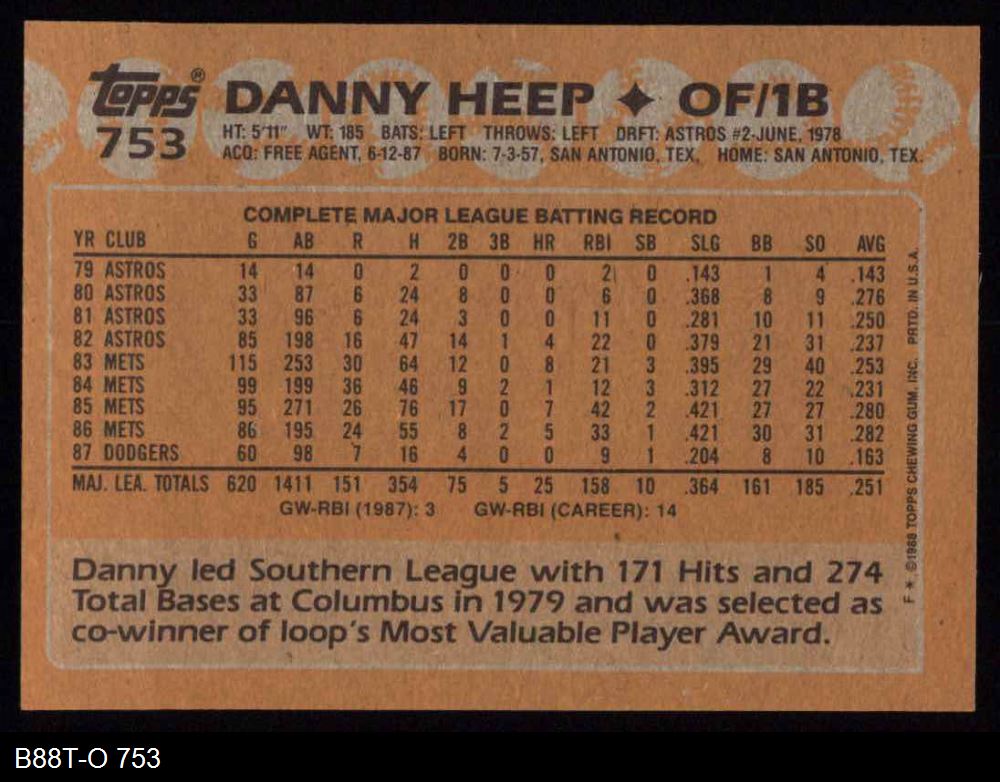 topps® DANNY HEEP ✦ OF/1B
753 HT: 5'11" WT: 185 BATS: LEFT THROWS: LEFT DRFT: ASTROS #2-JUNE, 1978
ACQ: FREE AGENT, 6-12-87 BORN: 7-3-57, SAN ANTONIO, TEX. HOME: SAN ANTONIO, TEX.
COMPLETE MAJOR LEAGUE BATTING RECORD
YR CLUB G AB R H 2B 3B HR RBI SB SLG BB SO AVG
79 ASTROS 14 14 0 2 0 0 0 2 0 .143 1 4 .143
80 ASTROS 33 87 6 24 8 0 0 6 0 .368 8 9 .276
81 ASTROS 33 96 6 24 3 0 0 11 0 .281 10 11 .250
82 ASTROS 85 198 16 47 14 1 4 22 0 .379 21 31 .237
83 METS 115 253 30 64 12 0 8 21 3 .395 29 40 .253
84 METS 99 199 36 46 9 2 1 12 3 .312 27 22 .231
85 METS 95 271 26 76 17 0 7 42 2 .421 27 27 .280
86 METS 86 195 24 55 8 2 5 33 1 .421 30 31 .282
87 DODGERS 60 98 7 16 4 0 0 9 1 .204 8 10 .163
MAJ. LEA. TOTALS 620 1411 151 354 75 5 25 158 10 .364 161 185 .251
GW-RBI (1987): 3 GW-RBI (CAREER): 14
Danny led Southern League with 171 Hits and 274
Total Bases at Columbus in 1979 and was selected as
co-winner of loop's Most Valuable Player Award.
F*. ©1988 TOPPS CHEWING GUM, INC. PRTD. IN U.S.A.
B88T-O 753